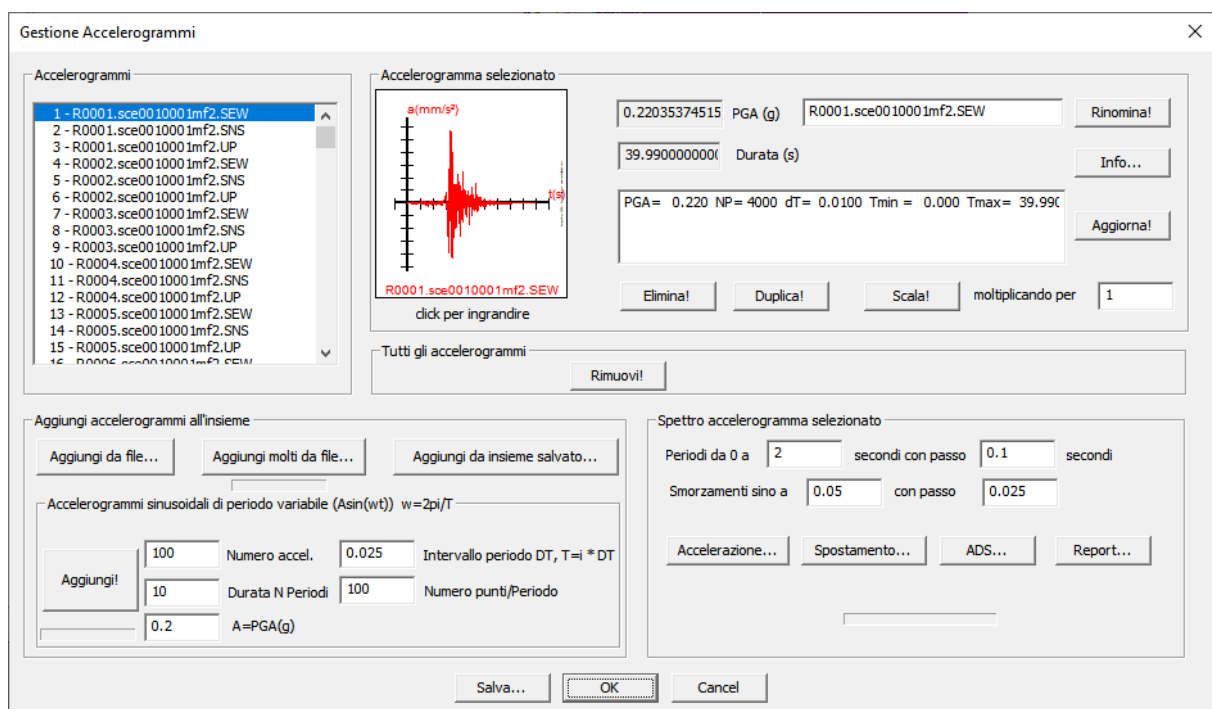 Gestione Accelerogrammi
Accelerogrammi
1 - R0001.sce0010001mf2.SEW
2 - R0001.sce0010001mf2.SNS
3 - R0001.sce0010001mf2.UP
4 - R0002.sce0010001mf2.SEW
5 - R0002.sce0010001mf2.SNS
6 - R0002.sce0010001mf2.UP
7 - R0003.sce0010001mf2.SEW
8 - R0003.sce0010001mf2.SNS
9 - R0003.sce0010001mf2.UP
10 - R0004.sce0010001mf2.SEW
11 - R0004.sce0010001mf2.SNS
12 - R0004.sce0010001mf2.UP
13 - R0005.sce0010001mf2.SEW
14 - R0005.sce0010001mf2.SNS
15 - R0005.sce0010001mf2.UP
16 - R0006.sce0010001mf2.SEW
Accelerogramma selezionato
a(mm/s²)
t(s)
R0001.sce0010001mf2.SEW
click per ingrandire
0.22035374515 PGA (g) R0001.sce0010001mf2.SEW Rinomina!
39.990000000 Durata (s) Info...
PGA= 0.220 NP= 4000 dT= 0.0100 Tmin = 0.000 Tmax= 39.990
Aggiorna!
Elimina! Duplica! Scala! moltiplicando per 1
Tutti gli accelerogrammi
Rimuovi!
Aggiungi accelerogrammi all'insieme
Aggiungi da file... Aggiungi molti da file... Aggiungi da insieme salvato...
Accelerogrammi sinusoidali di periodo variabile (Asin(wt)) w=2pi/T
Aggiungi!
100 Numero accel. 0.025 Intervallo periodo DT, T=i * DT
10 Durata N Periodi 100 Numero punti/Periodo
0.2 A=PGA(g)
Spettro accelerogramma selezionato
Periodi da 0 a 2 secondi con passo 0.1 secondi
Smorzamenti sino a 0.05 con passo 0.025
Accelerazione... Spostamento... ADS... Report...
Salva... OK Cancel